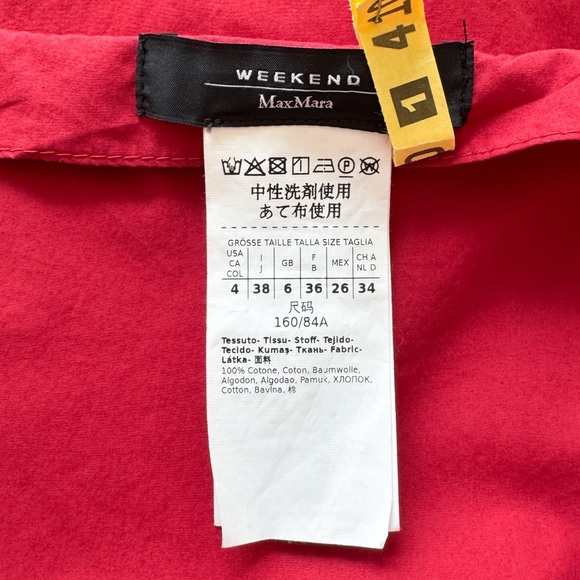 WEEKEND
MaxMara
41
1
中性洗剤使用
あて布使用
GRÖSSE TAILLE TALLA SIZE TAGLIA
USA CA COL I J GB F B MEX CH A NL D
4 38 6 36 26 34
尺码
160/84A
Tessuto- Tissu- Stoff- Tejido-
Tecido- Kumaş- Ткань- Fabric-
Látka- 面料
100% Cotone, Coton, Baumwolle,
Algodon, Algodao, Pamuk, ХЛОПОК,
Cotton, Bavlna, 棉